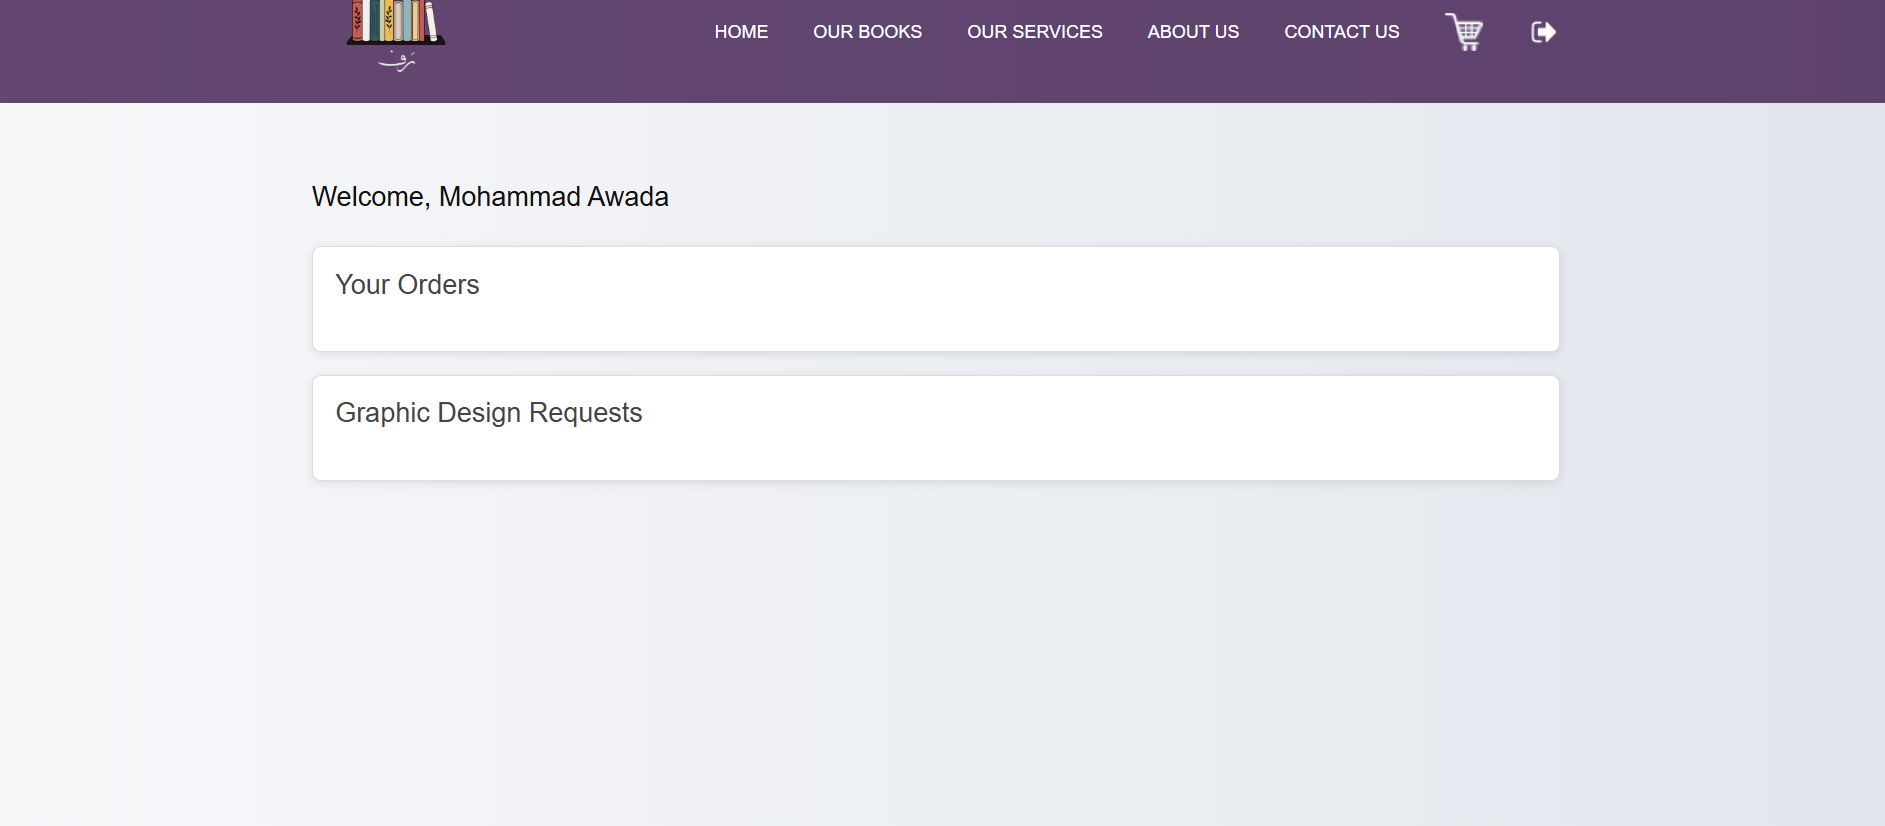 رَف
HOME
OUR BOOKS
OUR SERVICES
ABOUT US
CONTACT US
Welcome, Mohammad Awada
Your Orders
Graphic Design Requests